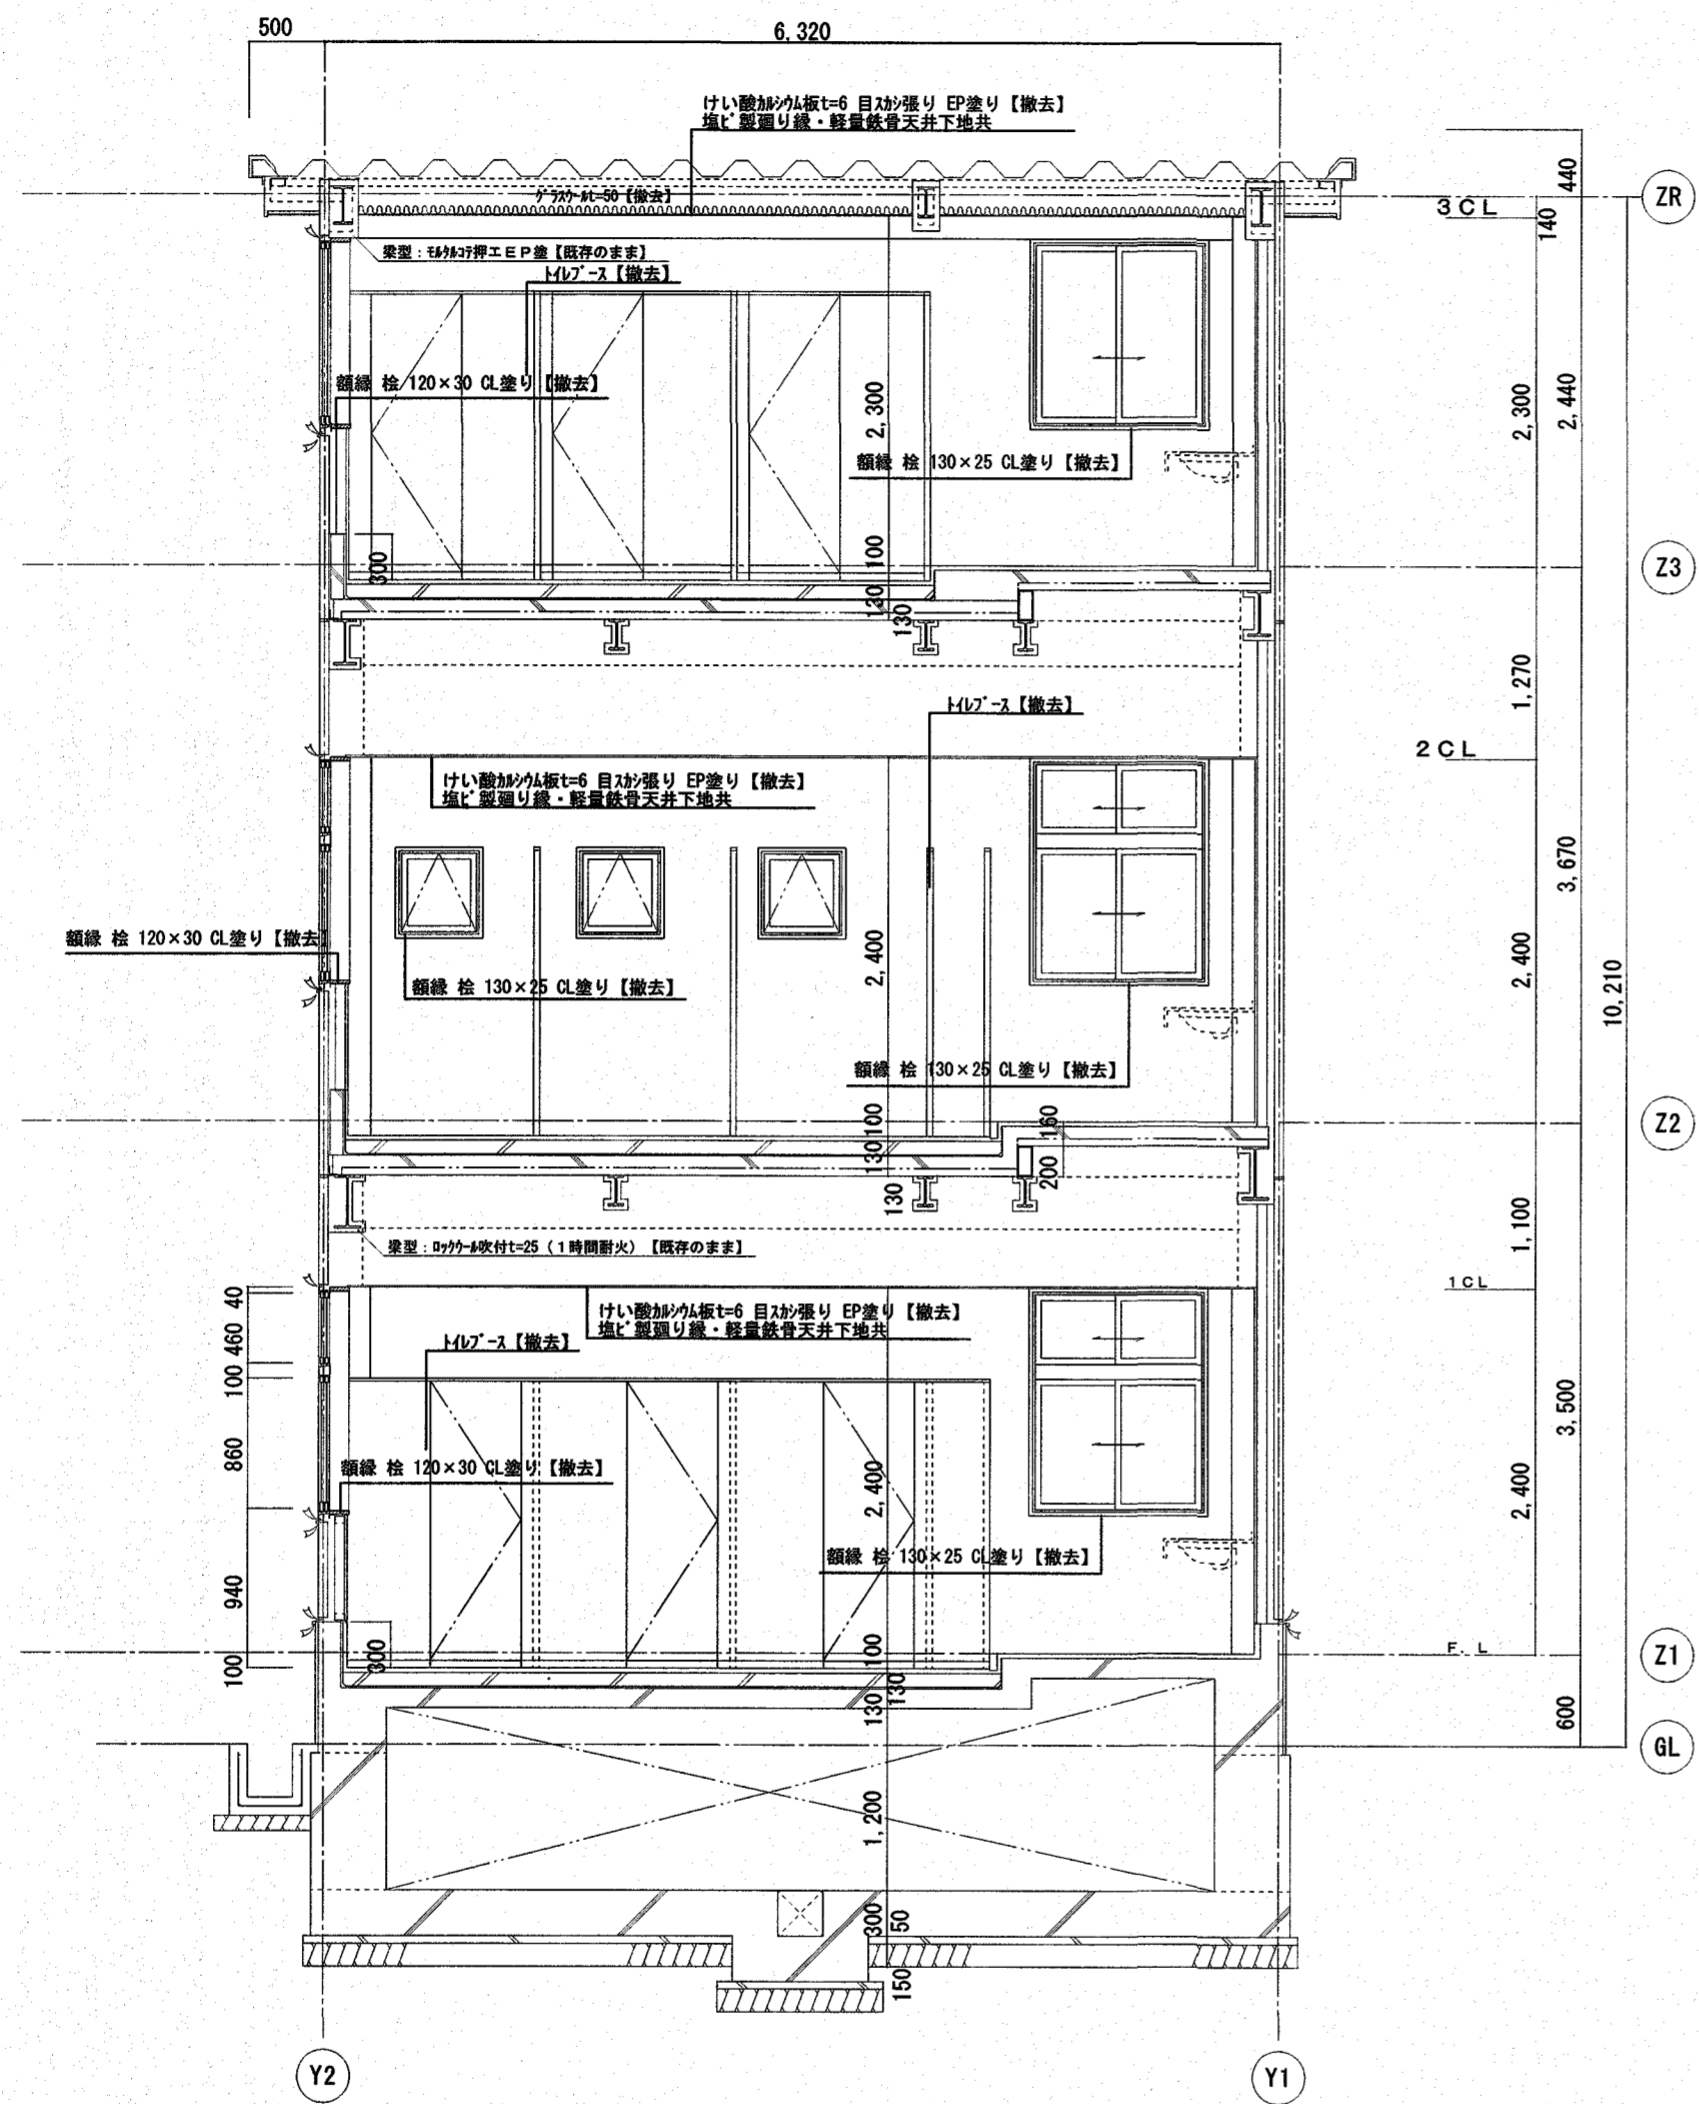 500
6,320
けい酸ｶﾙｼｳﾑ板t=6 目ｽｶｼ張り EP塗り【撤去】
塩ﾋﾞ製廻り縁・軽量鉄骨天井下地共
440
ZR
ｸﾞﾗｽｳｰﾙt=50【撤去】
3CL
140
梁型：ﾓﾙﾀﾙｺﾃ押エＥＰ塗【既存のまま】
ﾄｲﾚﾌﾞｰｽ【撤去】
額縁 桧 120×30 CL塗り【撤去】
2,300
2,300
2,440
額縁 桧 130×25 CL塗り【撤去】
300
100
Z3
130
130
1,270
ﾄｲﾚﾌﾞｰｽ【撤去】
2CL
けい酸ｶﾙｼｳﾑ板t=6 目ｽｶｼ張り EP塗り【撤去】
塩ﾋﾞ製廻り縁・軽量鉄骨天井下地共
3,670
額縁 桧 120×30 CL塗り【撤去】
2,400
2,400
額縁 桧 130×25 CL塗り【撤去】
10,210
額縁 桧 130×25 CL塗り【撤去】
100
160
Z2
130
200
130
1,100
梁型：ﾛｯｸｳｰﾙ吹付t=25（１時間耐火）【既存のまま】
1CL
40
けい酸ｶﾙｼｳﾑ板t=6 目ｽｶｼ張り EP塗り【撤去】
塩ﾋﾞ製廻り縁・軽量鉄骨天井下地共
460
ﾄｲﾚﾌﾞｰｽ【撤去】
100
3,500
860
額縁 桧 120×30 CL塗り【撤去】
2,400
2,400
額縁 桧 130×25 CL塗り【撤去】
940
300
100
F.L
Z1
100
130
130
600
GL
1,200
300
50
150
Y2
Y1